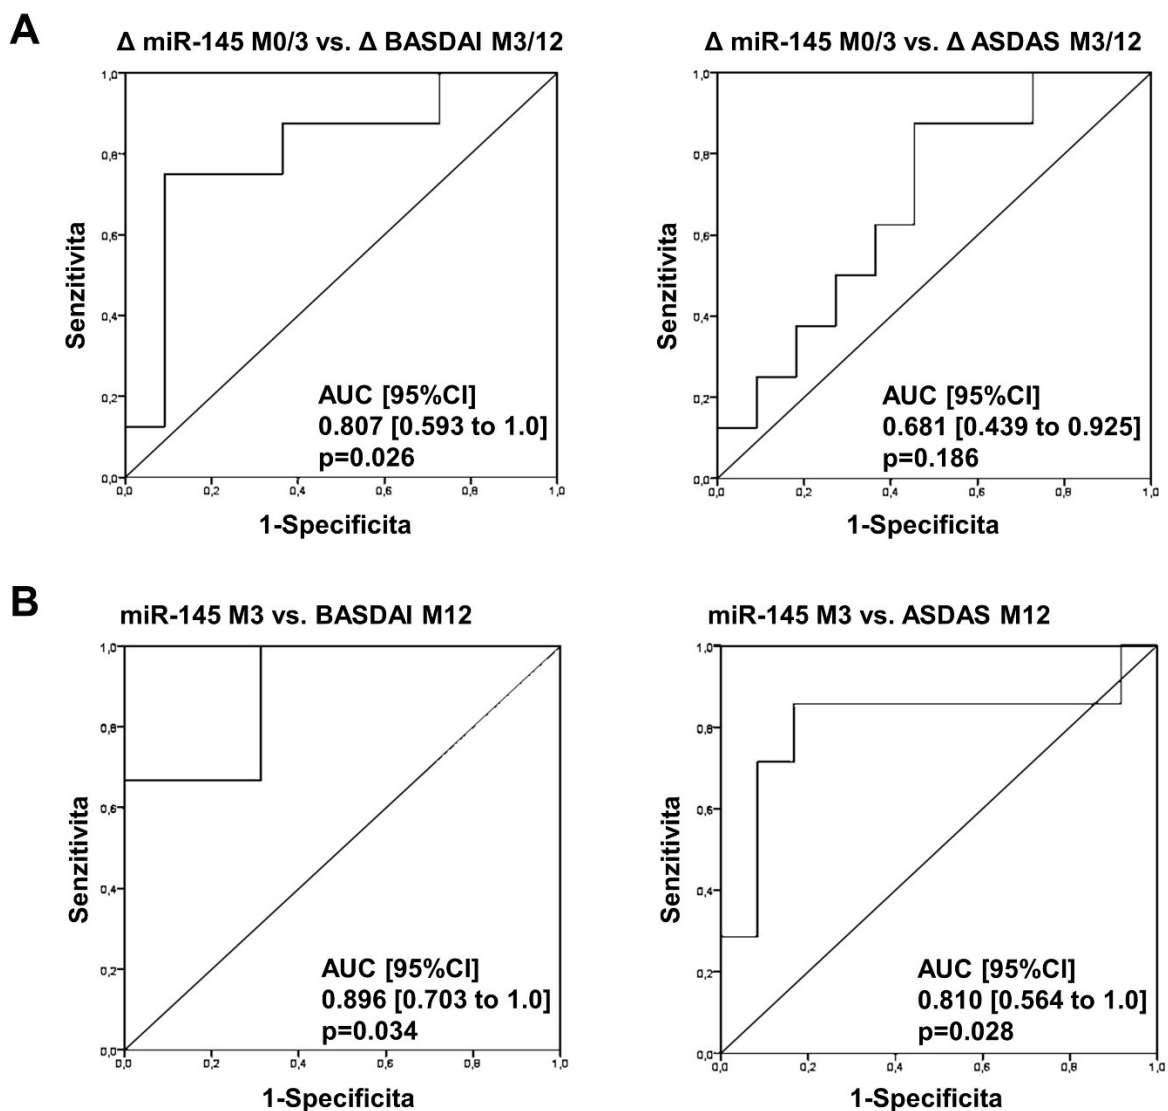 A
Δ miR-145 M0/3 vs. Δ BASDAI M3/12
1,0
0,8
0,6
0,4
0,2
0,0
Senzitivita
AUC [95%CI]
0.807 [0.593 to 1.0]
p=0.026
0,0 0,2 0,4 0,6 0,8 1,0
1-Specificita
Δ miR-145 M0/3 vs. Δ ASDAS M3/12
1,0
0,8
0,6
0,4
0,2
0,0
Senzitivita
AUC [95%CI]
0.681 [0.439 to 0.925]
p=0.186
0,0 0,2 0,4 0,6 0,8 1,0
1-Specificita
B
miR-145 M3 vs. BASDAI M12
1,0
0,8
0,6
0,4
0,2
0,0
Senzitivita
AUC [95%CI]
0.896 [0.703 to 1.0]
p=0.034
0,0 0,2 0,4 0,6 0,8 1,0
1-Specificita
miR-145 M3 vs. ASDAS M12
1,0
0,8
0,6
0,4
0,2
0,0
Senzitivita
AUC [95%CI]
0.810 [0.564 to 1.0]
p=0.028
0,0 0,2 0,4 0,6 0,8 1,0
1-Specificita